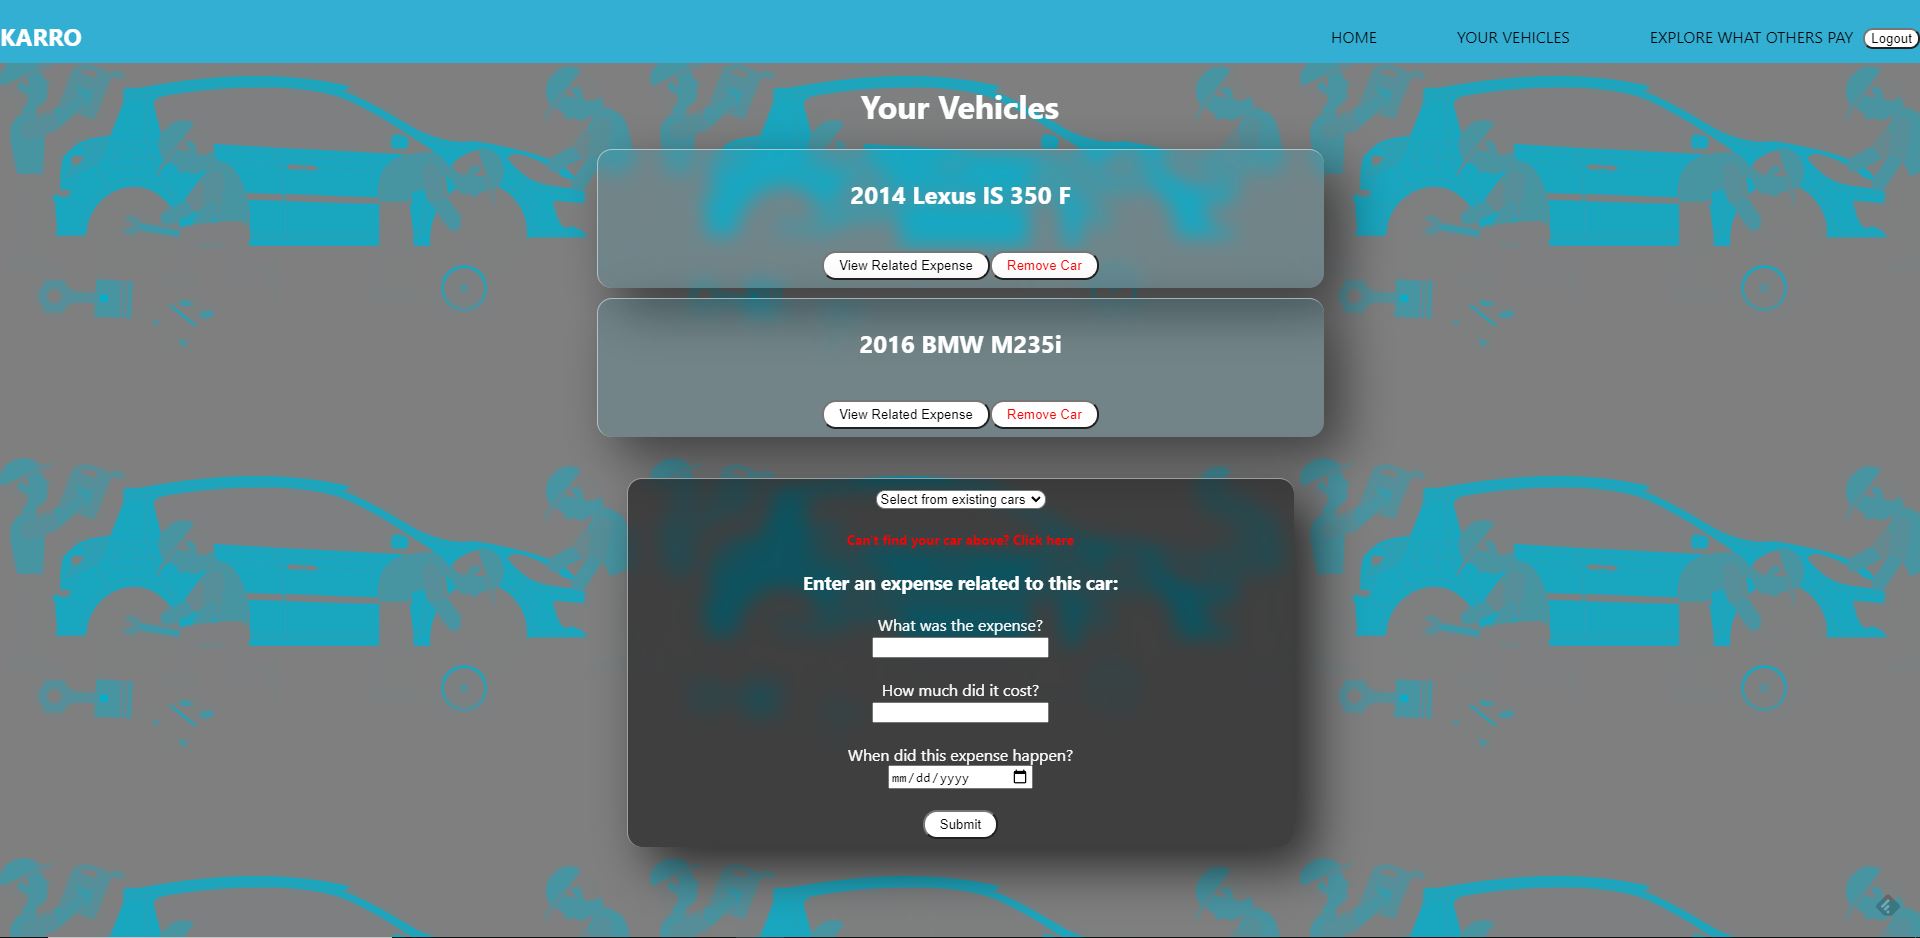 KARRO
HOME YOUR VEHICLES EXPLORE WHAT OTHERS PAY Logout
Your Vehicles
2014 Lexus IS 350 F
View Related Expense Remove Car
2016 BMW M235i
View Related Expense Remove Car
Select from existing cars
Can't find your car above? Click here
Enter an expense related to this car:
What was the expense?
How much did it cost?
When did this expense happen?
mm/dd/yyyy
Submit